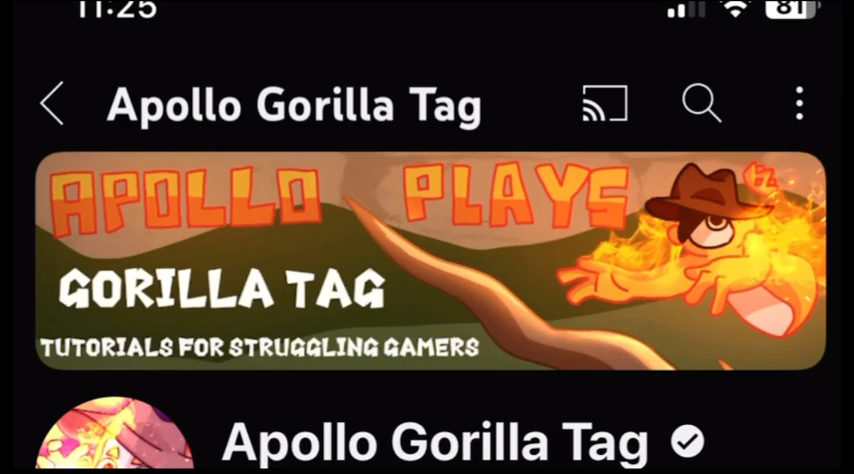 11:25
81
Apollo Gorilla Tag
APOLLO PLAYS
GORILLA TAG
TUTORIALS FOR STRUGGLING GAMERS
Apollo Gorilla Tag